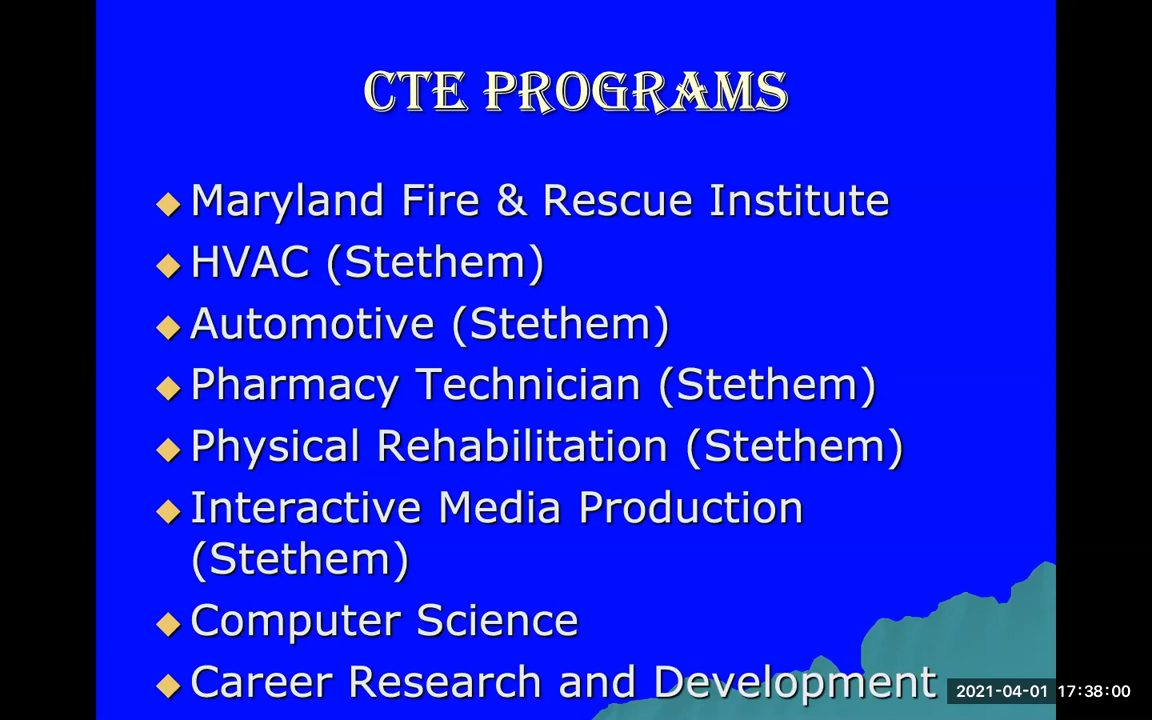 CTE PROGRAMS
Maryland Fire & Rescue Institute
HVAC (Stethem)
Automotive (Stethem)
Pharmacy Technician (Stethem)
Physical Rehabilitation (Stethem)
Interactive Media Production
(Stethem)
Computer Science
Career Research and Development
2021-04-01 17:38:00